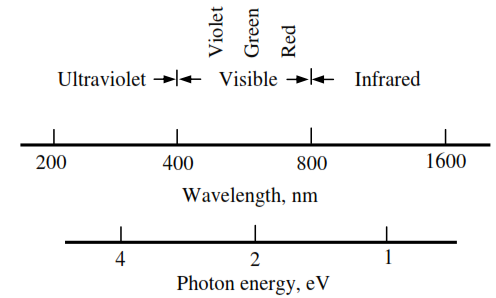 Violet Green Red
Ultraviolet Visible Infrared
200 400 800 1600
Wavelength, nm
4 2 1
Photon energy, eV